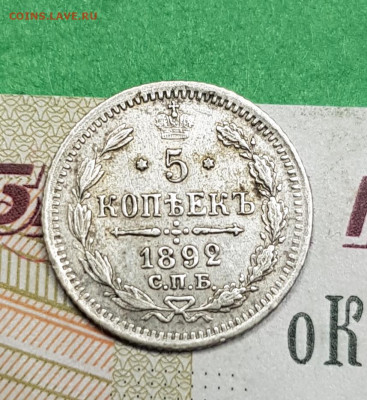 COINS.LAVE.RU
5
КОПѢЕКЪ
1892
С.П.Б.
оК